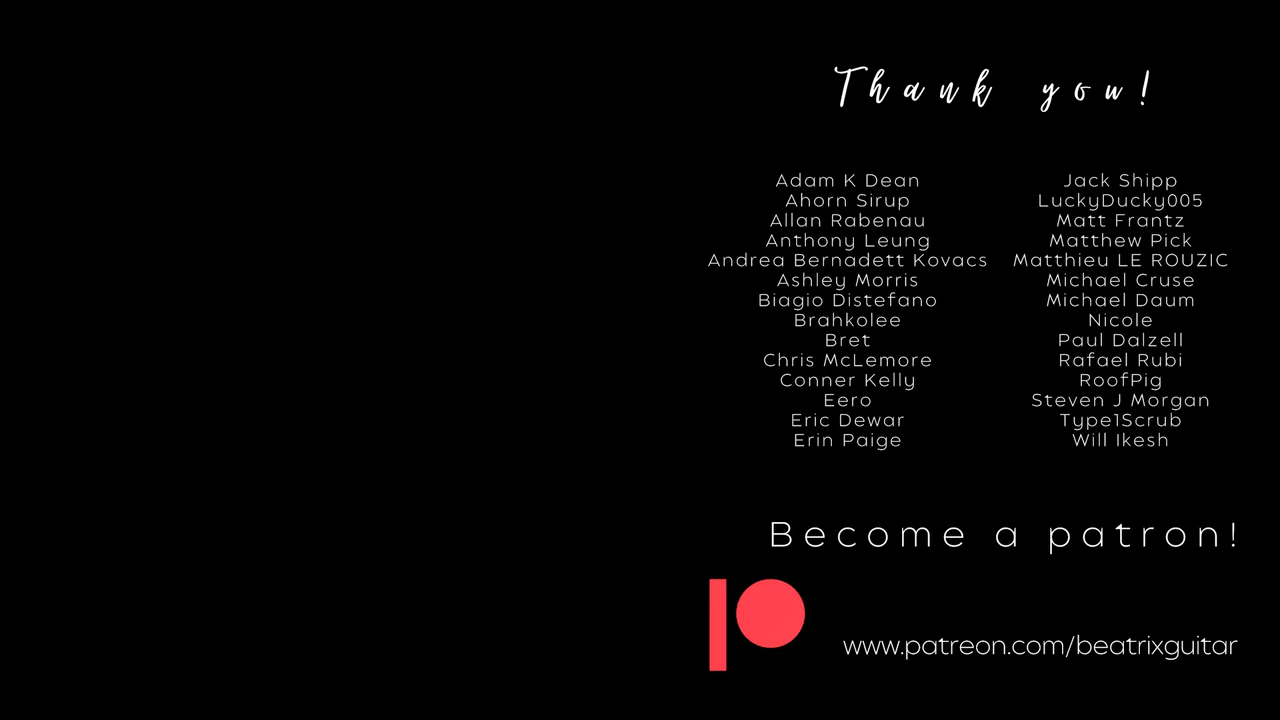 Thank you!
Adam K Dean
Ahorn Sirup
Allan Rabenau
Anthony Leung
Andrea Bernadett Kovacs
Ashley Morris
Biagio Distefano
Brahkolee
Bret
Chris McLemore
Conner Kelly
Eero
Eric Dewar
Erin Paige
Jack Shipp
LuckyDucky005
Matt Frantz
Matthew Pick
Matthieu LE ROUZIC
Michael Cruse
Michael Daum
Nicole
Paul Dalzell
Rafael Rubi
RoofPig
Steven J Morgan
Type1Scrub
Will Ikesh
Become a patron!
www.patreon.com/beatrixguitar